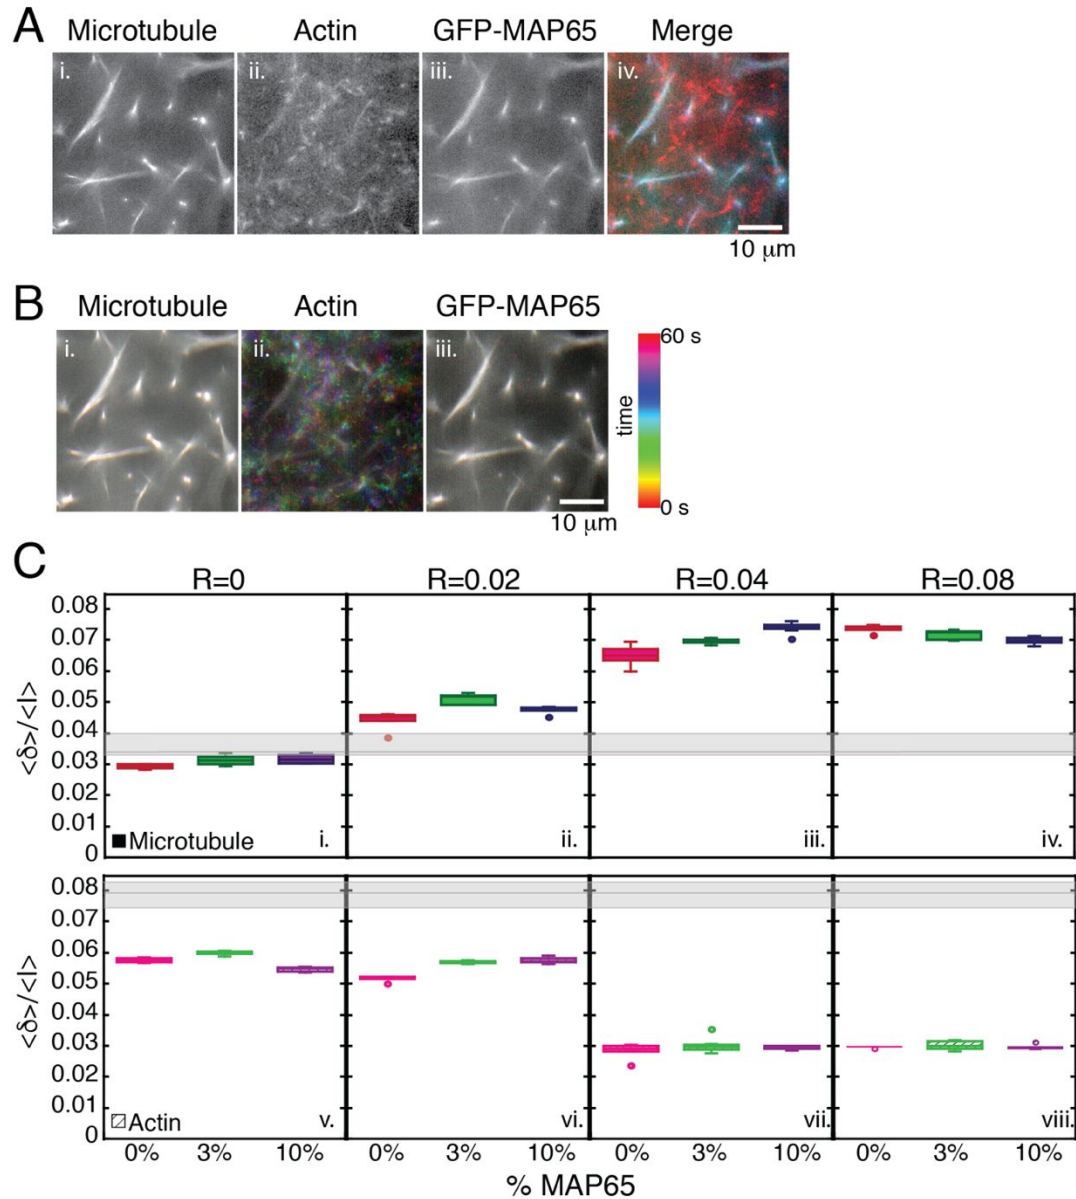 A
Microtubule Actin GFP-MAP65 Merge
i. ii. iii. iv.
10 μm
B
Microtubule Actin GFP-MAP65
i. ii. iii.
60 s
time
0 s
10 μm
C
R=0 R=0.02 R=0.04 R=0.08
0.08
0.07
0.06
0.05
0.04
0.03
0.02
0.01
0
<δ>/<I>
Microtubule i. ii. iii. iv.
0.08
0.07
0.06
0.05
0.04
0.03
0.02
0.01
0
<δ>/<I>
Actin v. vi. vii. viii.
0% 3% 10% 0% 3% 10% 0% 3% 10% 0% 3% 10%
% MAP65